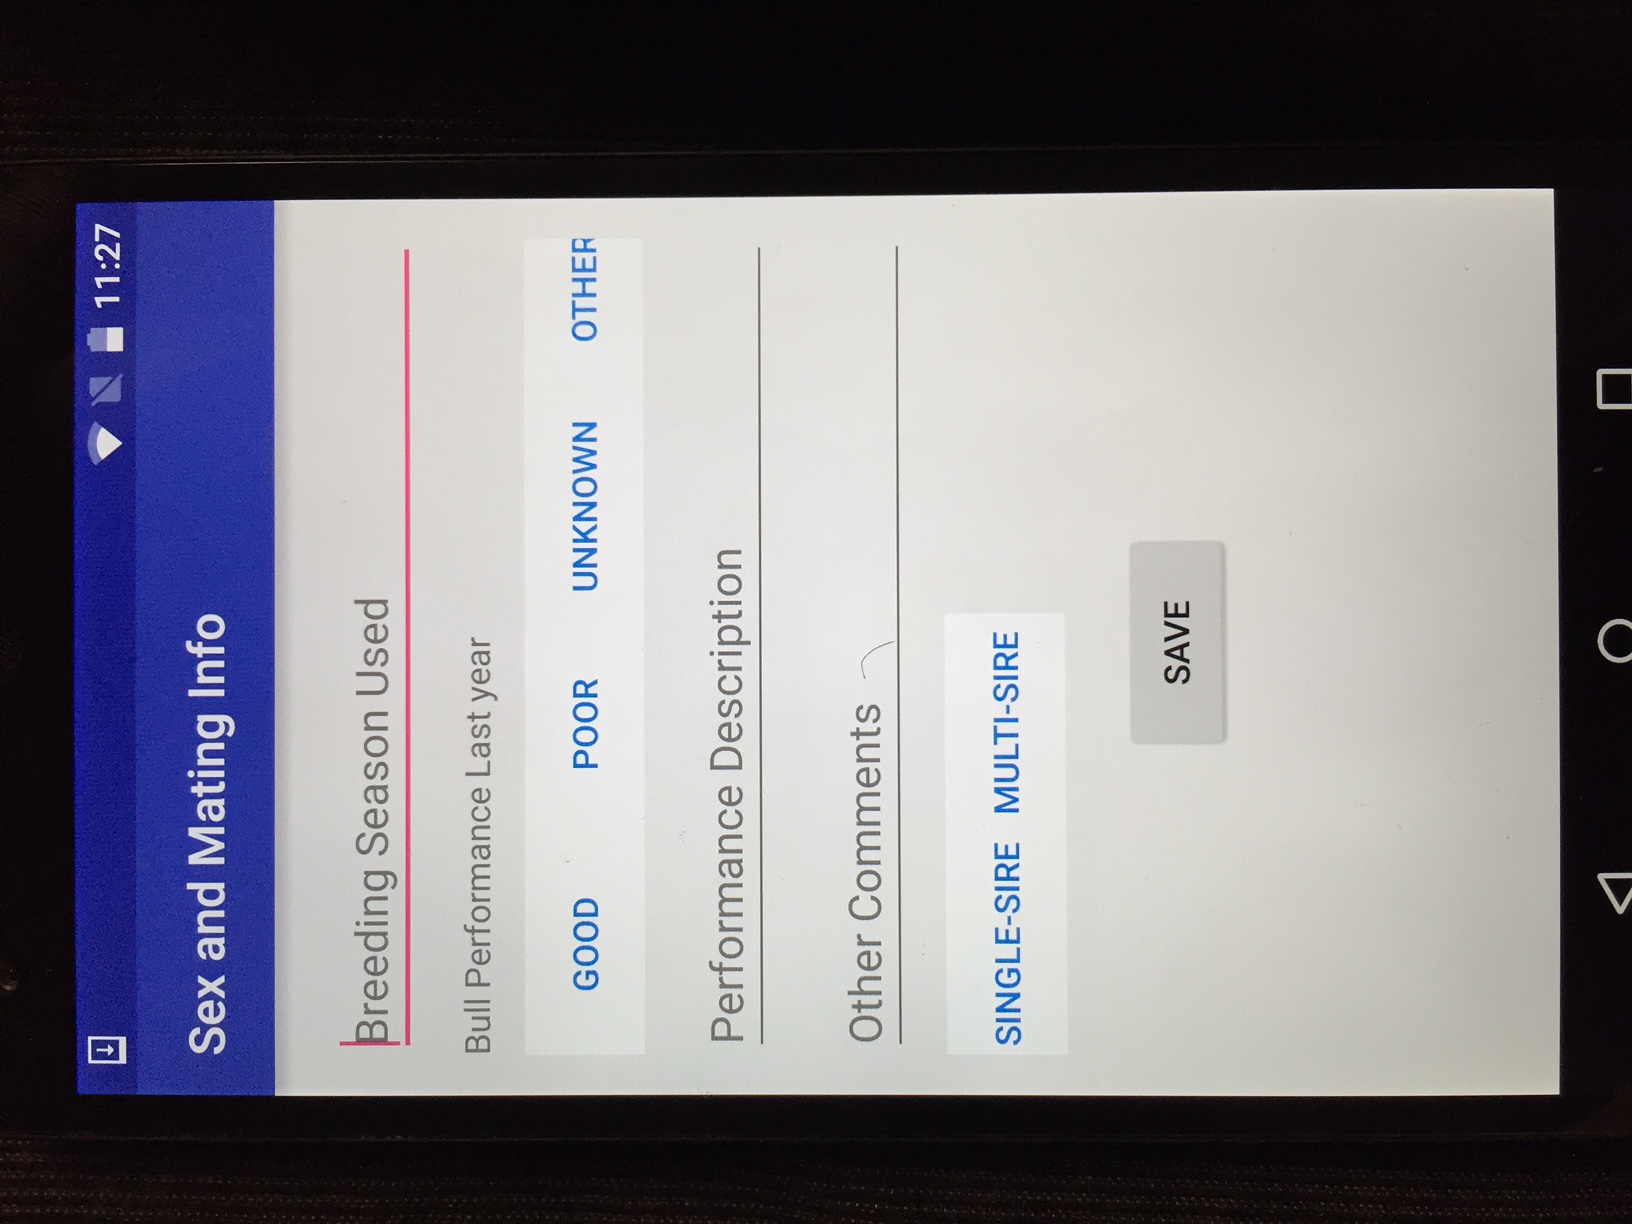 11:27
Sex and Mating Info
Breeding Season Used
Bull Performance Last year
GOOD POOR UNKNOWN OTHER
Performance Description
Other Comments
SINGLE-SIRE MULTI-SIRE
SAVE